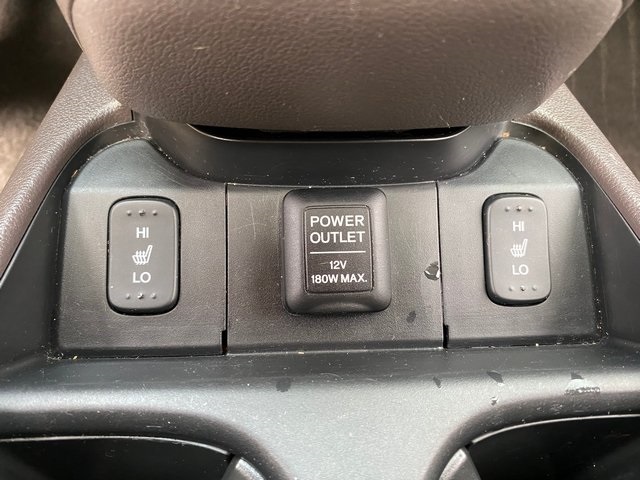 HI
LO
POWER
OUTLET
12V
180W MAX.
HI
LO